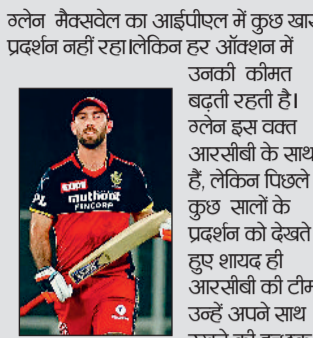 ग्लेन मैक्सवेल का आईपीएल में कुछ खास
प्रदर्शन नहीं रहा।लेकिन हर ऑक्शन में
उनकी कीमत
बढ़ती रहती है।
ग्लेन इस वक्त
आरसीबी के साथ
हैं, लेकिन पिछले
कुछ सालों के
प्रदर्शन को देखते
हुए शायद ही
आरसीबी की टीम
उन्हें अपने साथ
muthoot
FINCORP
PL